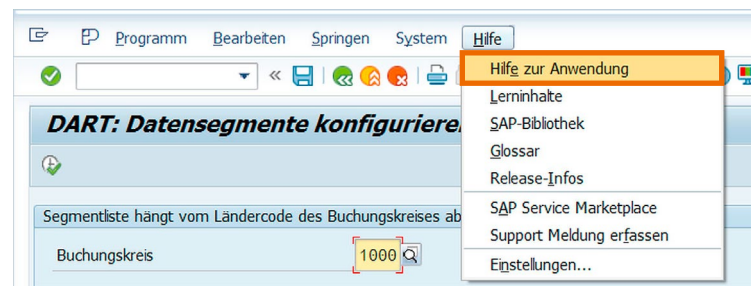 Programm Bearbeiten Springen System Hilfe
Hilfe zur Anwendung
Lerninhalte
DART: Datensegmente konfiguriere
SAP-Bibliothek
Glossar
Release-Infos
Segmentliste hängt vom Ländercode des Buchungskreises ab
SAP Service Marketplace
Support Meldung erfassen
Buchungskreis 1000
Einstellungen...